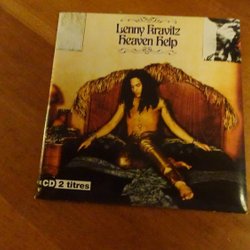 Lenny Kravitz
Heaven Help
CD 2 titres